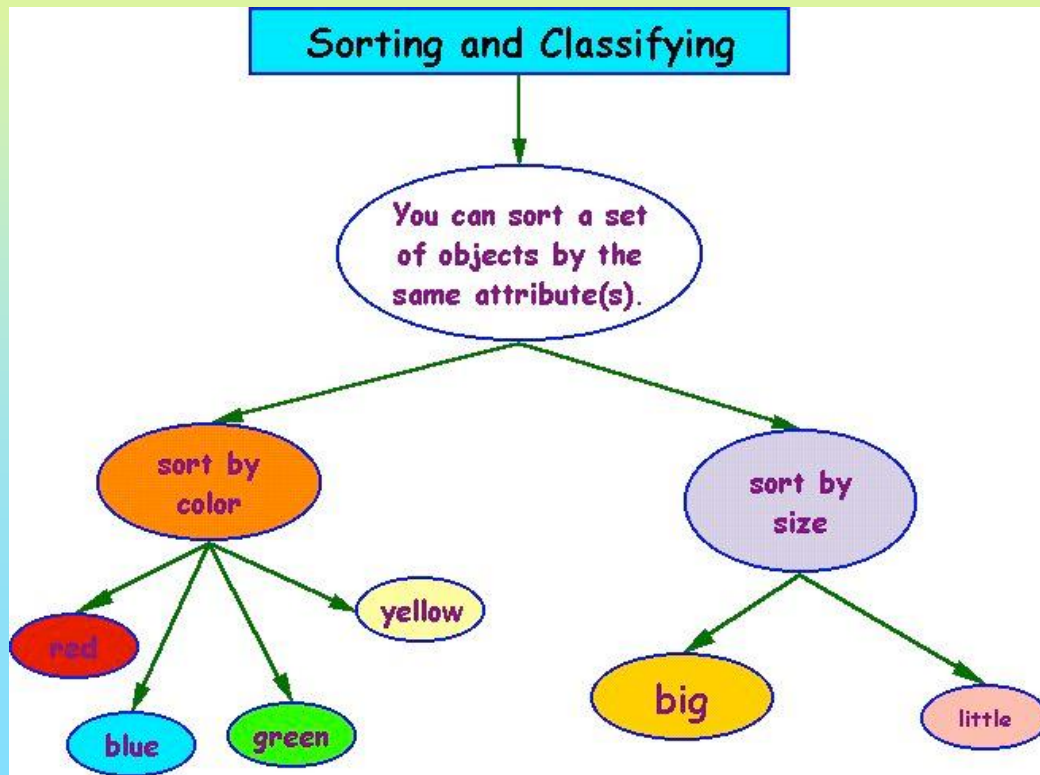 Sorting and Classifying
You can sort a set
of objects by the
same attribute(s).
sort by
color
sort by
size
red
yellow
blue
green
big
little